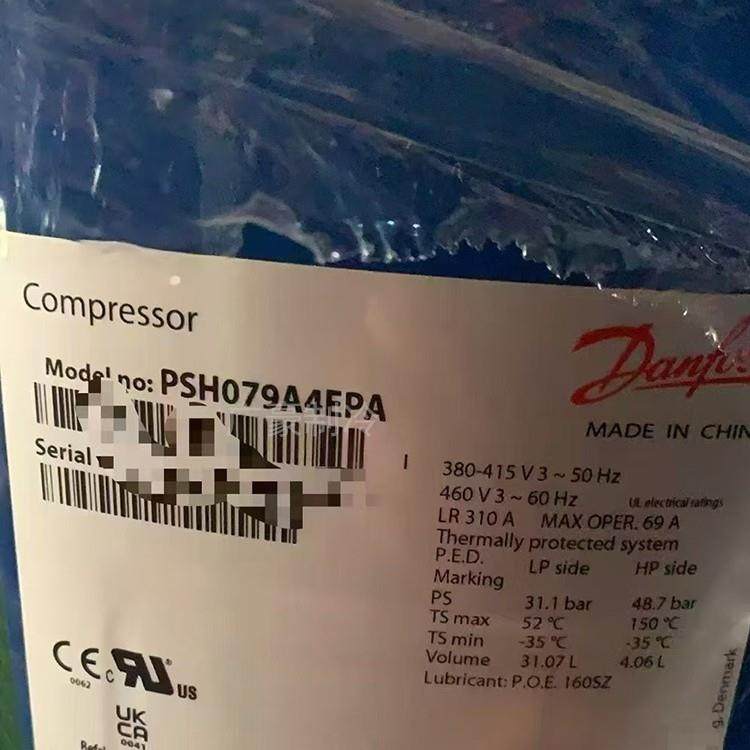 Compressor
Danfoss
MADE IN CHIN
Model no: PSH079A4EPA
Serial
380-415 V 3 ~ 50 Hz
460 V 3 ~ 60 Hz UL electrical ratings
LR 310 A MAX OPER. 69 A
Thermally protected system
P.E.D. LP side HP side
Marking
PS 31.1 bar 48.7 bar
TS max 52 °C 150 °C
TS min -35 °C -35 °C
Volume 31.07 L 4.06 L
Lubricant: P.O.E. 160SZ
CE
0062
c RU ® US
UK
CA
0041
g, Denmark